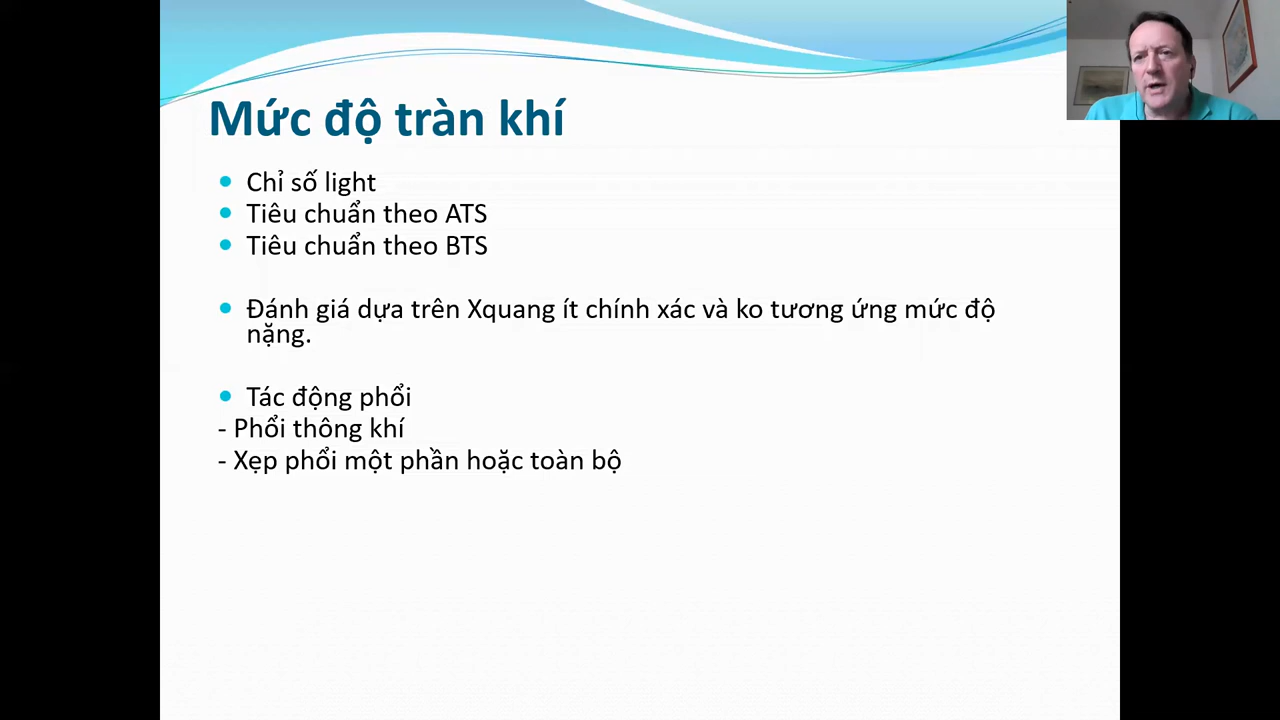 Mức độ tràn khí
Chỉ số light
Tiêu chuẩn theo ATS
Tiêu chuẩn theo BTS
Đánh giá dựa trên Xquang ít chính xác và ko tương ứng mức độ
nặng.
Tác động phổi
- Phổi thông khí
- Xẹp phổi một phần hoặc toàn bộ